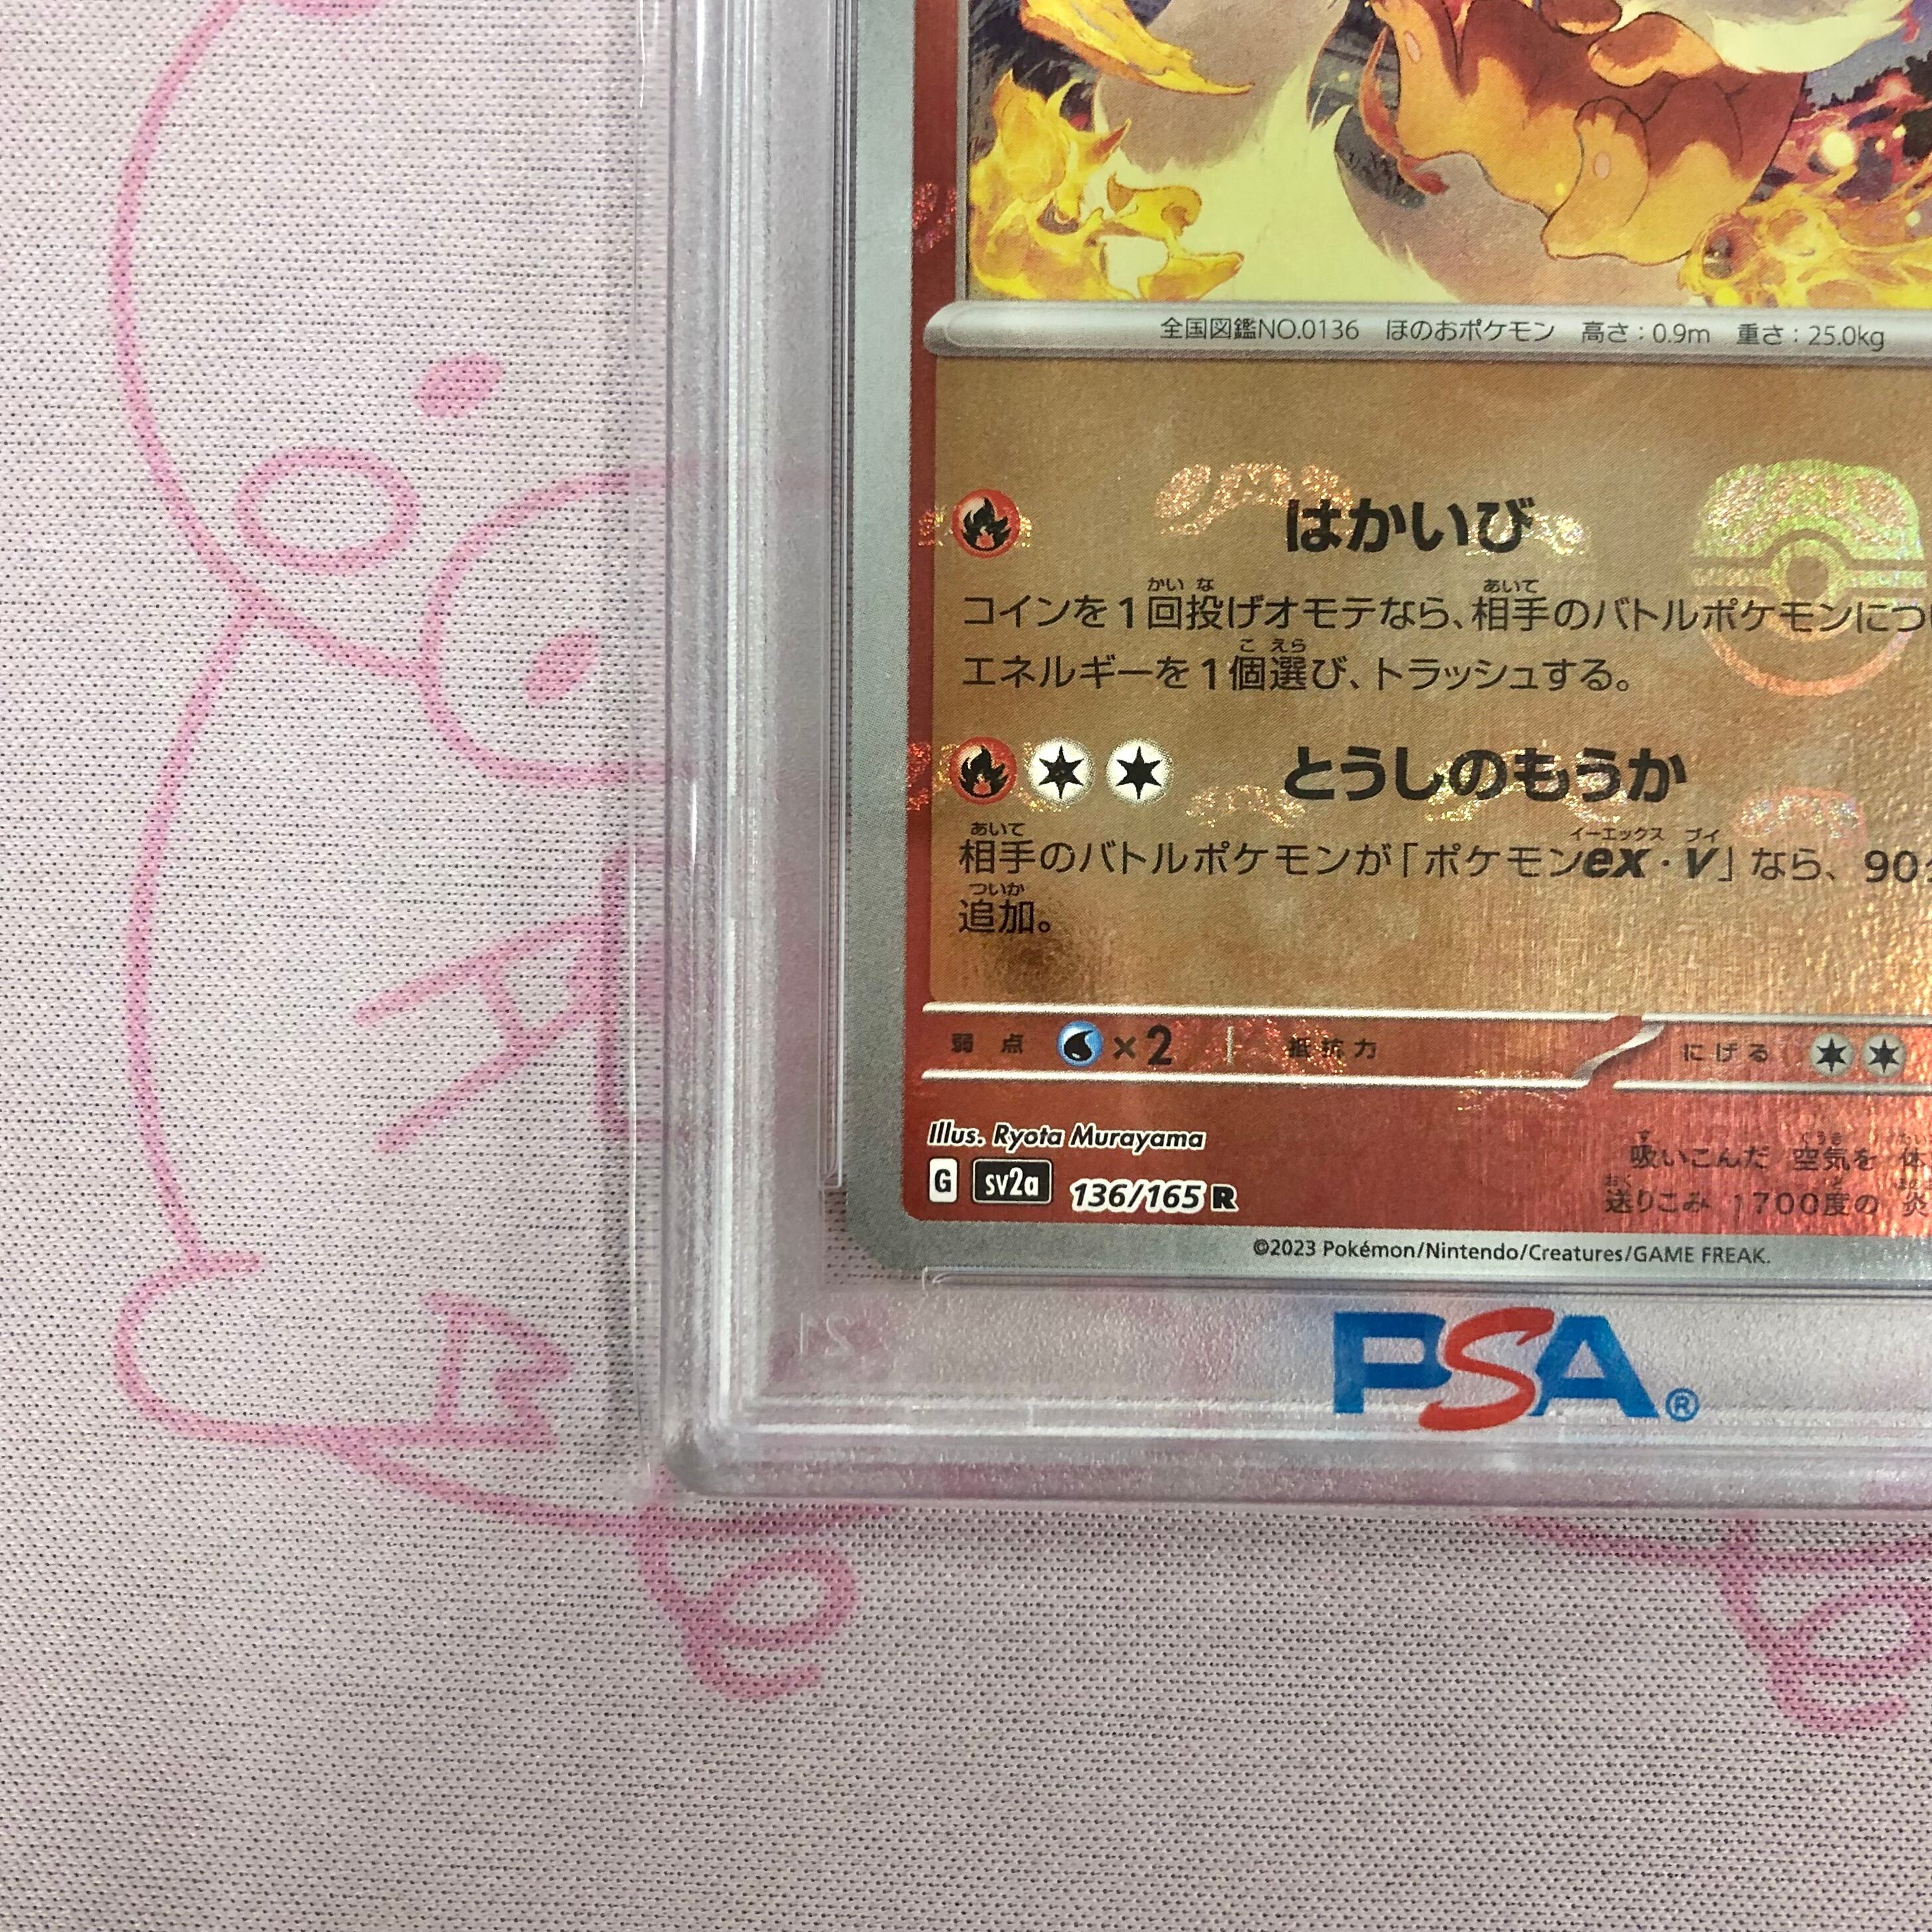 全国図鑑NO.0136 ほのおポケモン 高さ：0.9m 重さ：25.0kg
はかいび
コインを1回投げオモテなら、相手のバトルポケモンにつ
エネルギーを1個選び、トラッシュする。
とうしのもうか
相手のバトルポケモンが「ポケモンex・V」なら、90
追加。
弱点 ×2 抵抗力 にげる
Illus. Ryota Murayama
G sv2a 136/165 R
吸いこんだ 空気を 体
送りこみ 1700度の 炎
©2023 Pokémon/Nintendo/Creatures/GAME FREAK.
21
PSA®